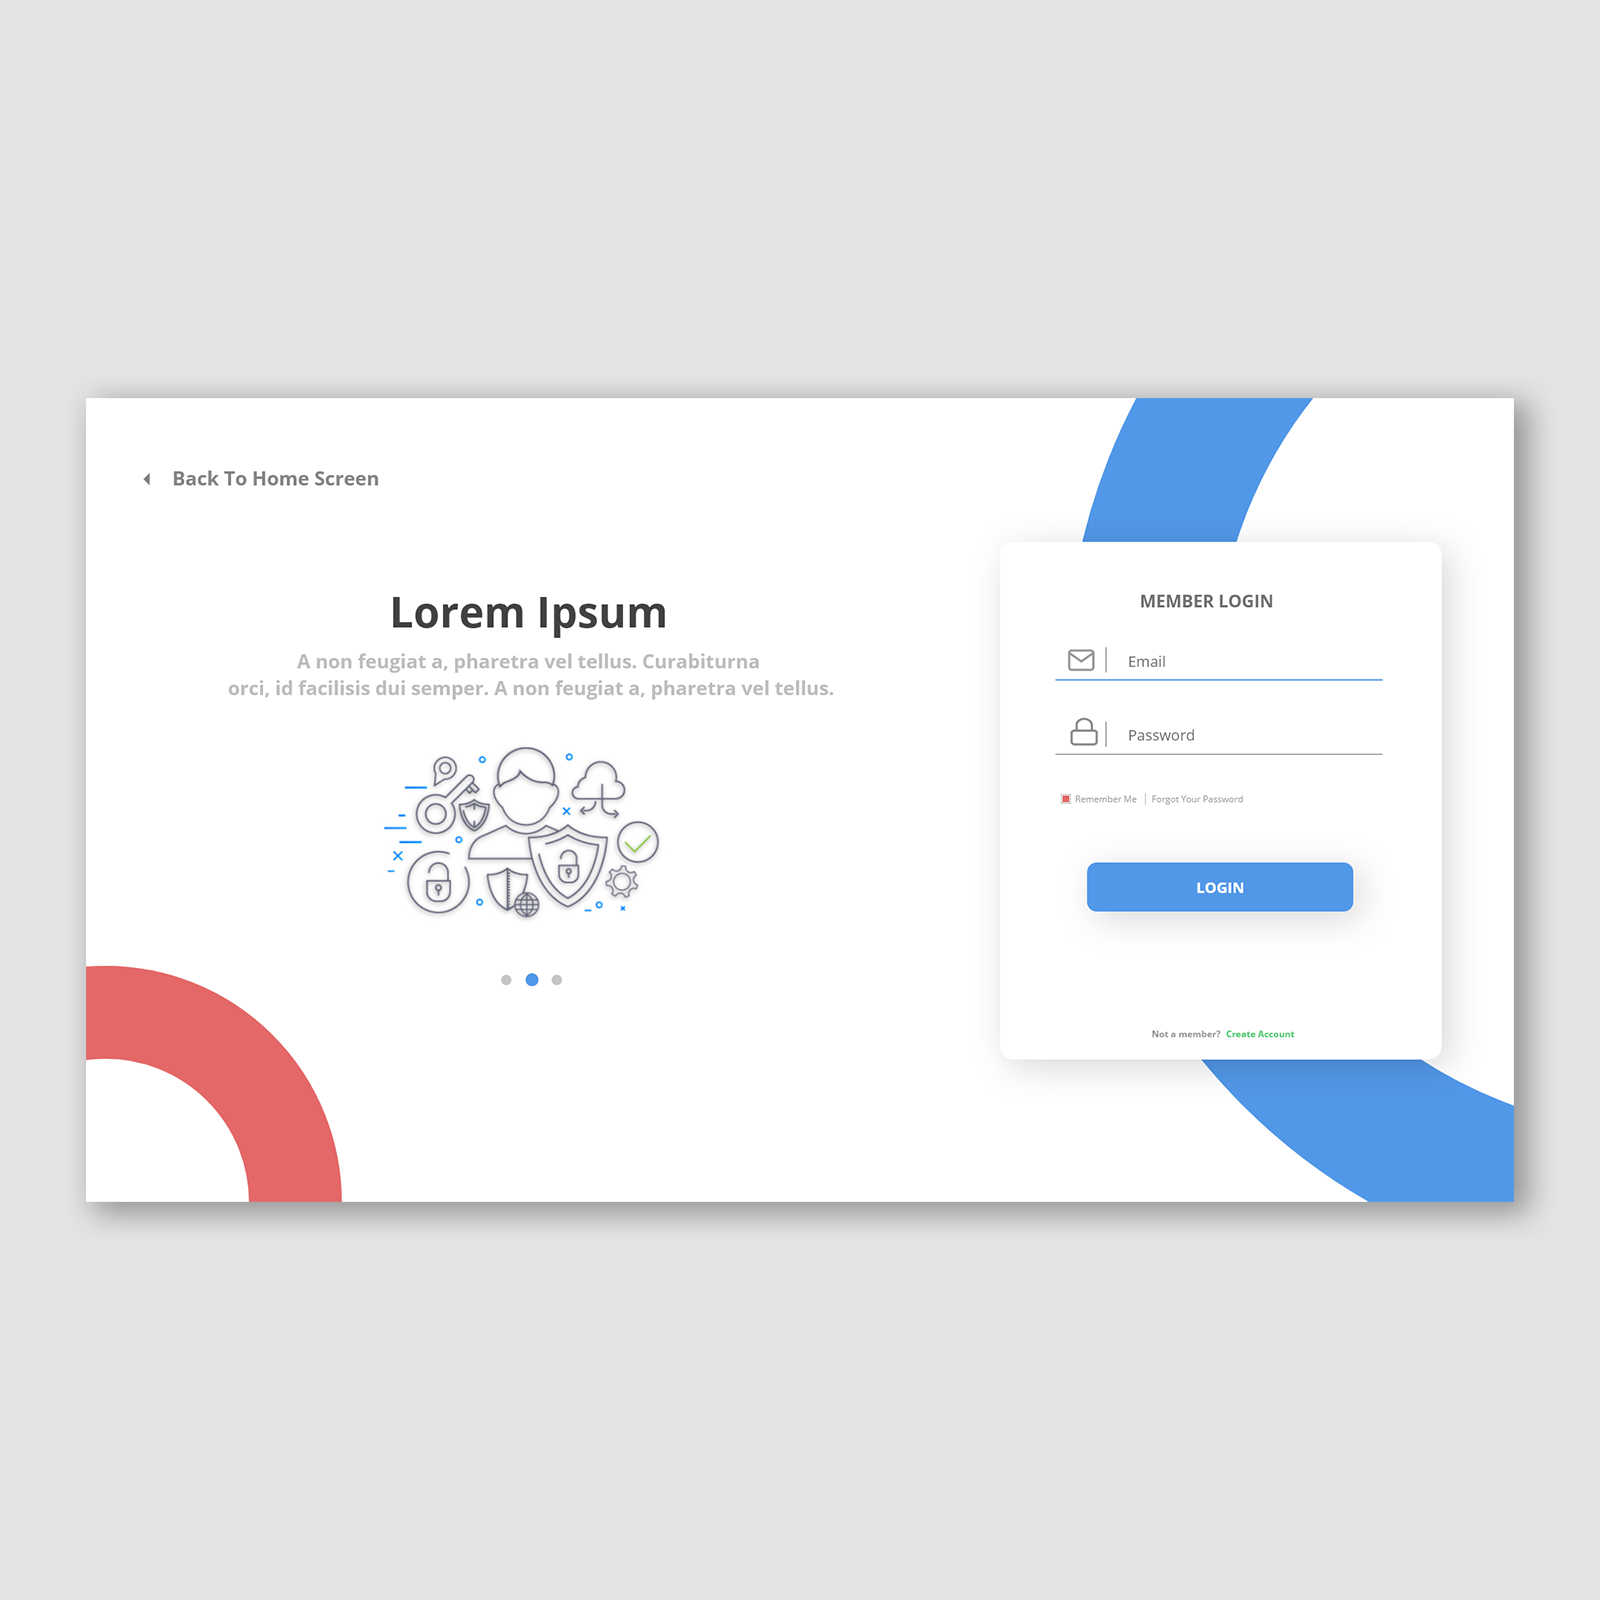 Back To Home Screen
Lorem Ipsum
A non feugiat a, pharetra vel tellus. Curabiturna
orci, id facilisis dui semper. A non feugiat a, pharetra vel tellus.
MEMBER LOGIN
Email
Password
Remember Me | Forgot Your Password
LOGIN
Not a member? Create Account